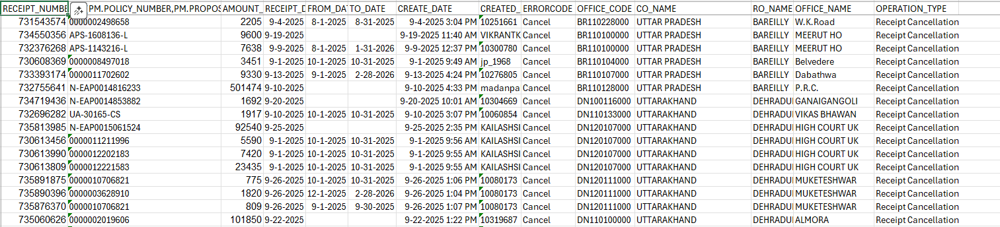 RECEIPT_NUMBE PM.POLICY_NUMBER,PM.PROPOS AMOUNT_ RECEIPT_D FROM_DAT TO_DATE CREATE_DATE CREATED_ ERRORCODE OFFICE_CODE CO_NAME RO_NAME OFFICE_NAME OPERATION_TYPE
731543574 0000002498658 2205 9-4-2025 8-1-2025 8-31-2025 9-4-2025 3:04 PM 10251661 Cancel BR110228000 UTTAR PRADESH BAREILLY W.K.Road Receipt Cancellation
734550356 APS-1608136-L 9600 9-19-2025 9-19-2025 11:40 AM VIKRANTK Cancel BR110100000 UTTAR PRADESH BAREILLY MEERUT HO Receipt Cancellation
732376268 APS-1143216-L 7638 9-9-2025 8-1-2025 1-31-2026 9-9-2025 12:37 PM 10300780 Cancel BR110100000 UTTAR PRADESH BAREILLY MEERUT HO Receipt Cancellation
730608369 0000008497018 3451 9-1-2025 10-1-2025 10-31-2025 9-1-2025 9:49 AM jp_1968 Cancel BR110104000 UTTAR PRADESH BAREILLY Belvedere Receipt Cancellation
733393174 0000011702602 9330 9-13-2025 9-1-2025 2-28-2026 9-13-2025 4:24 PM 10276805 Cancel BR110107000 UTTAR PRADESH BAREILLY Dabathwa Receipt Cancellation
732755641 N-EAP0014816233 501474 9-10-2025 9-10-2025 4:33 PM madanpa Cancel BR110128000 UTTAR PRADESH BAREILLY P.R.C. Receipt Cancellation
734719436 N-EAP0014853882 1692 9-20-2025 9-20-2025 10:01 AM 10304669 Cancel DN100116000 UTTARAKHAND DEHRADU GANAIGANGOLI Receipt Cancellation
732696282 UA-30165-CS 1917 9-10-2025 10-1-2025 10-31-2025 9-10-2025 3:07 PM 10060854 Cancel DN110133000 UTTARAKHAND DEHRADU VIKAS BHAWAN Receipt Cancellation
735813985 N-EAP0015061524 92540 9-25-2025 9-25-2025 2:35 PM KAILASHSI Cancel DN120107000 UTTARAKHAND DEHRADU HIGH COURT UK Receipt Cancellation
730613456 0000011211996 5590 9-1-2025 10-1-2025 10-31-2025 9-1-2025 9:56 AM KAILASHSI Cancel DN120107000 UTTARAKHAND DEHRADU HIGH COURT UK Receipt Cancellation
730613990 0000012202183 7420 9-1-2025 10-1-2025 10-31-2025 9-1-2025 9:55 AM KAILASHSI Cancel DN120107000 UTTARAKHAND DEHRADU HIGH COURT UK Receipt Cancellation
730613809 0000012221583 23435 9-1-2025 10-1-2025 10-31-2025 9-1-2025 9:55 AM KAILASHSI Cancel DN120107000 UTTARAKHAND DEHRADU HIGH COURT UK Receipt Cancellation
735891875 0000010706821 775 9-26-2025 10-1-2025 10-31-2025 9-26-2025 1:06 PM 10080173 Cancel DN120111000 UTTARAKHAND DEHRADU MUKETESHWAR Receipt Cancellation
735890396 0000003628910 1820 9-26-2025 12-1-2025 2-28-2026 9-26-2025 1:04 PM 10080173 Cancel DN120111000 UTTARAKHAND DEHRADU MUKETESHWAR Receipt Cancellation
735876370 0000010706821 809 9-26-2025 9-1-2025 9-30-2025 9-26-2025 1:07 PM 10080173 Cancel DN120111000 UTTARAKHAND DEHRADU MUKETESHWAR Receipt Cancellation
735060626 0000002019606 101850 9-22-2025 9-22-2025 1:22 PM 10319687 Cancel DN110100000 UTTARAKHAND DEHRADU ALMORA Receipt Cancellation